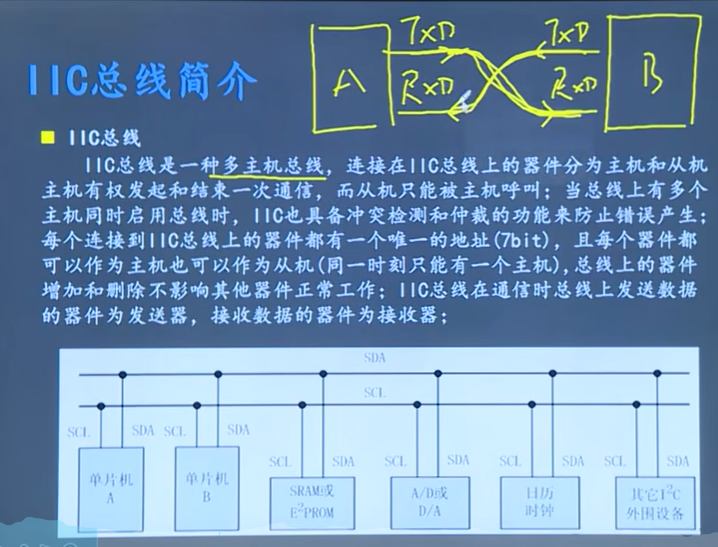 A TXD RXD TXD RXD B
IIC总线简介
IIC总线
IIC总线是一种多主机总线，连接在IIC总线上的器件分为主机和从机
主机有权发起和结束一次通信，而从机只能被主机呼叫；当总线上有多个
主机同时启用总线时，IIC也具备冲突检测和仲裁的功能来防止错误产生；
每个连接到IIC总线上的器件都有一个唯一的地址(7bit)，且每个器件都
可以作为主机也可以作为从机(同一时刻只能有一个主机),总线上的器件
增加和删除不影响其他器件正常工作；IIC总线在通信时总线上发送数据
的器件为发送器，接收数据的器件为接收器；
SDA
SCL
SCL SDA SCL SDA SCL SDA SCL SDA SCL SDA SCL SDA
单片机
A
单片机
B
SRAM或
E²PROM
A/D或
D/A
日历
时钟
其它I²C
外围设备